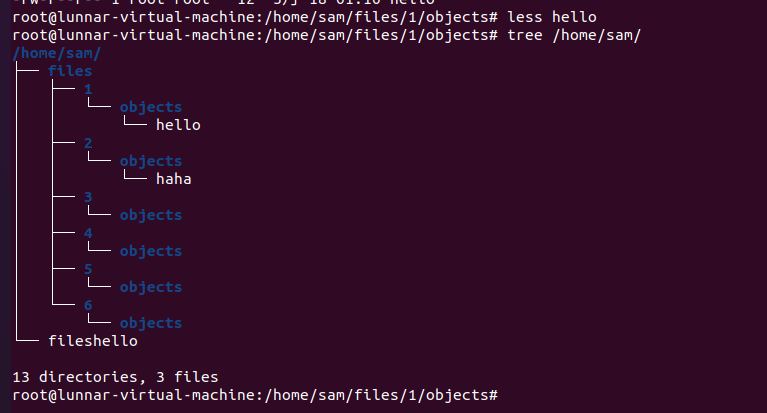 1 root root 12 5/j 18 01:10 hello
root@lunnar-virtual-machine:/home/sam/files/1/objects# less hello
root@lunnar-virtual-machine:/home/sam/files/1/objects# tree /home/sam/
/home/sam/
├── files
│   ├── 1
│   │   └── objects
│   │       └── hello
│   ├── 2
│   │   └── objects
│   │       └── haha
│   ├── 3
│   │   └── objects
│   ├── 4
│   │   └── objects
│   ├── 5
│   │   └── objects
│   └── 6
│       └── objects
└── fileshello

13 directories, 3 files
root@lunnar-virtual-machine:/home/sam/files/1/objects#